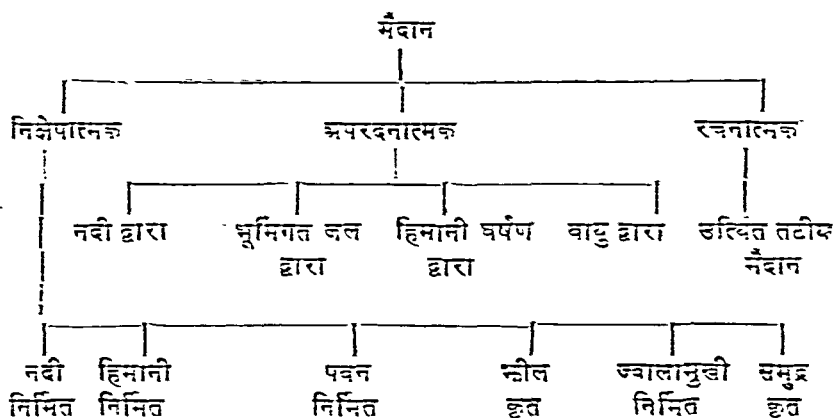 मैदान
निक्षेपात्मक अपरदनात्मक रचनात्मक
नदी द्वारा भूमिगत जल हिमानी घर्षण वायु द्वारा उत्थित तटीय
द्वारा द्वारा मैदान
नदी हिमानी पवन झील ज्वालामुखी समुद्र
निर्मित निर्मित निर्मित कृत निर्मित कृत